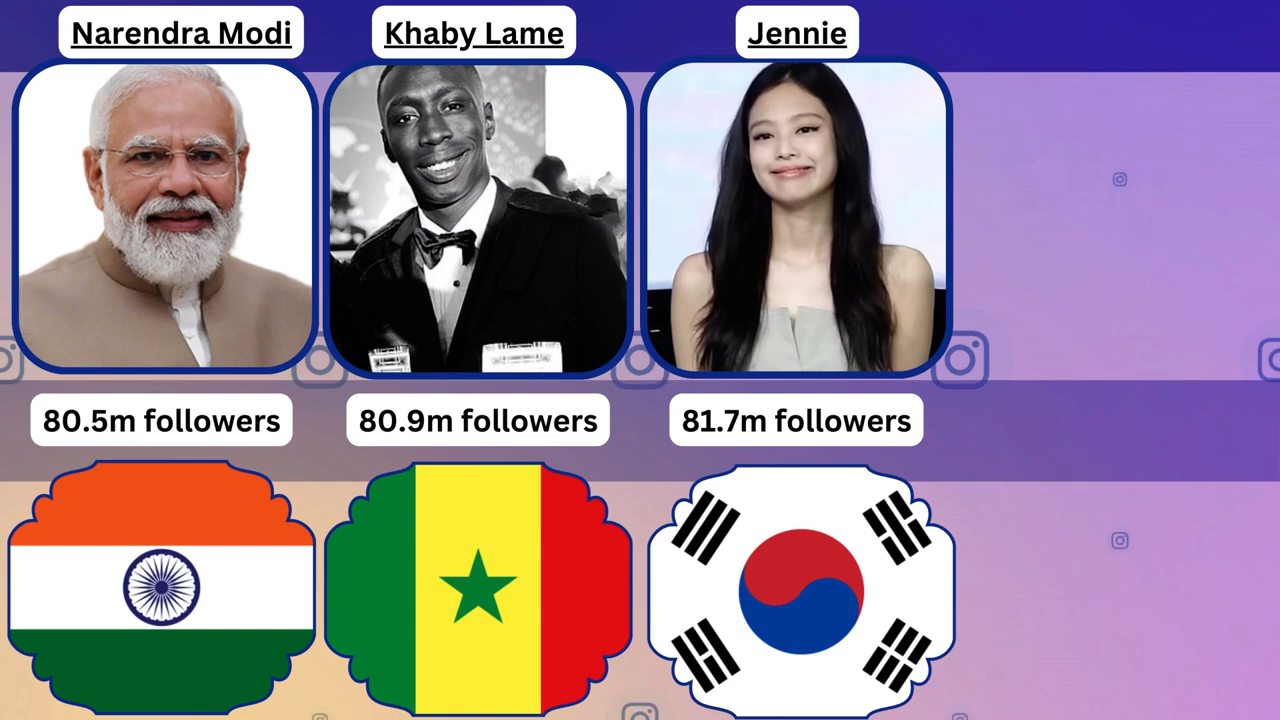 Narendra Modi
Khaby Lame
Jennie
80.5m followers
80.9m followers
81.7m followers